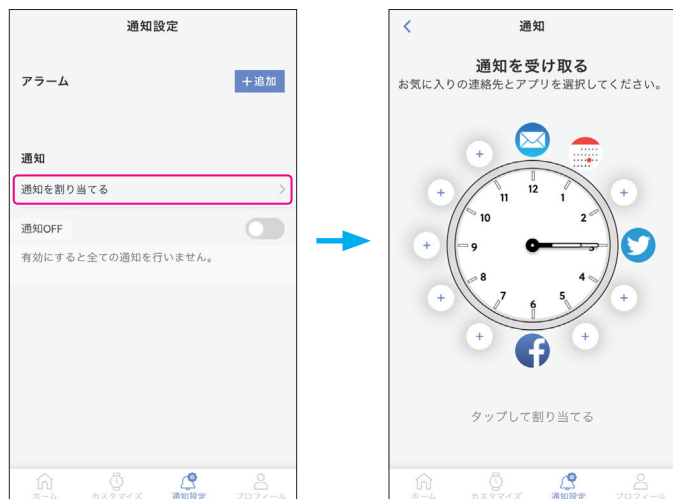 通知設定
アラーム
＋追加
通知
通知を割り当てる
通知OFF
有効にすると全ての通知を行いません。
ホーム
カスタマイズ
通知設定
プロフィール
通知
通知を受け取る
お気に入りの連絡先とアプリを選択してください。
12
1
2
3
4
5
6
7
8
9
10
11
タップして割り当てる
ホーム
カスタマイズ
通知設定
プロフィール